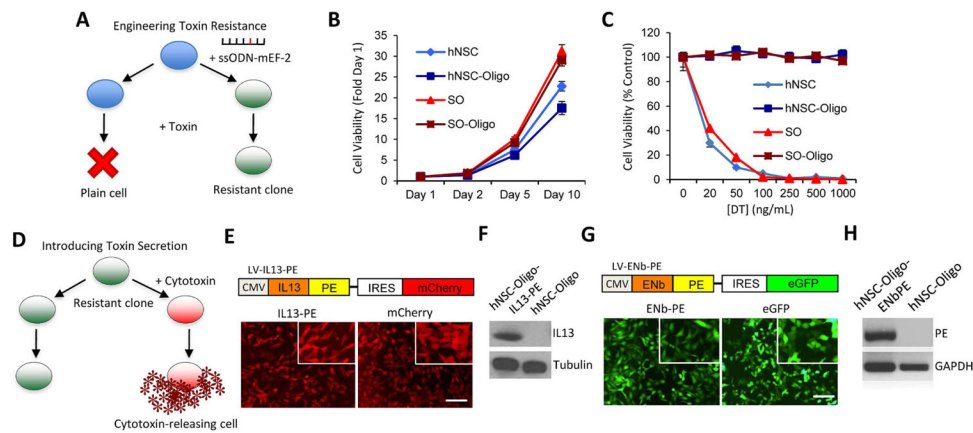 A
Engineering Toxin Resistance
+ ssODN-mEF-2
+ Toxin
Plain cell
Resistant clone
B
Cell Viability (Fold Day 1)
35
30
25
20
15
10
5
0
hNSC
hNSC-Oligo
SO
SO-Oligo
Day 1 Day 2 Day 5 Day 10
C
Cell Viability (% Control)
120
100
80
60
40
20
0
hNSC
hNSC-Oligo
SO
SO-Oligo
0 20 50 100 250 500 1000
[DT] (ng/mL)
D
Introducing Toxin Secretion
+ Cytotoxin
Resistant clone
Cytotoxin-releasing cell
E
LV-IL13-PE
CMV IL13 PE IRES mCherry
IL13-PE mCherry
F
hNSC-Oligo-
IL13-PE
hNSC-Oligo
IL13
Tubulin
G
LV-ENb-PE
CMV ENb PE IRES eGFP
ENb-PE eGFP
H
hNSC-Oligo-
ENbPE
hNSC-Oligo
PE
GAPDH